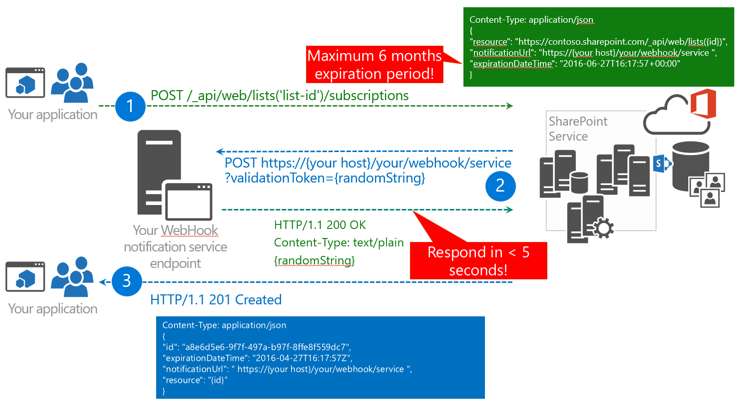 Content-Type: application/json
{
"resource": "https://contoso.sharepoint.com/_api/web/lists({id})",
"notificationUrl": "https://{your host}/your/webhook/service ",
"expirationDateTime": "2016-06-27T16:17:57+00:00"
}
Maximum 6 months
expiration period!
1
POST /_api/web/lists('list-id')/subscriptions
Your application
SharePoint
Service
S
POST https://{your host}/your/webhook/service
?validationToken={randomString}
2
Your WebHook
notification service
endpoint
HTTP/1.1 200 OK
Content-Type: text/plain
{randomString}
Respond in < 5
seconds!
3
Your application
HTTP/1.1 201 Created
Content-Type: application/json
{
"id": "a8e6d5e6-9f7f-497a-b97f-8ffe8f559dc7",
"expirationDateTime": "2016-04-27T16:17:57Z",
"notificationUrl": " https://{your host}/your/webhook/service ",
"resource": "{id}"
}